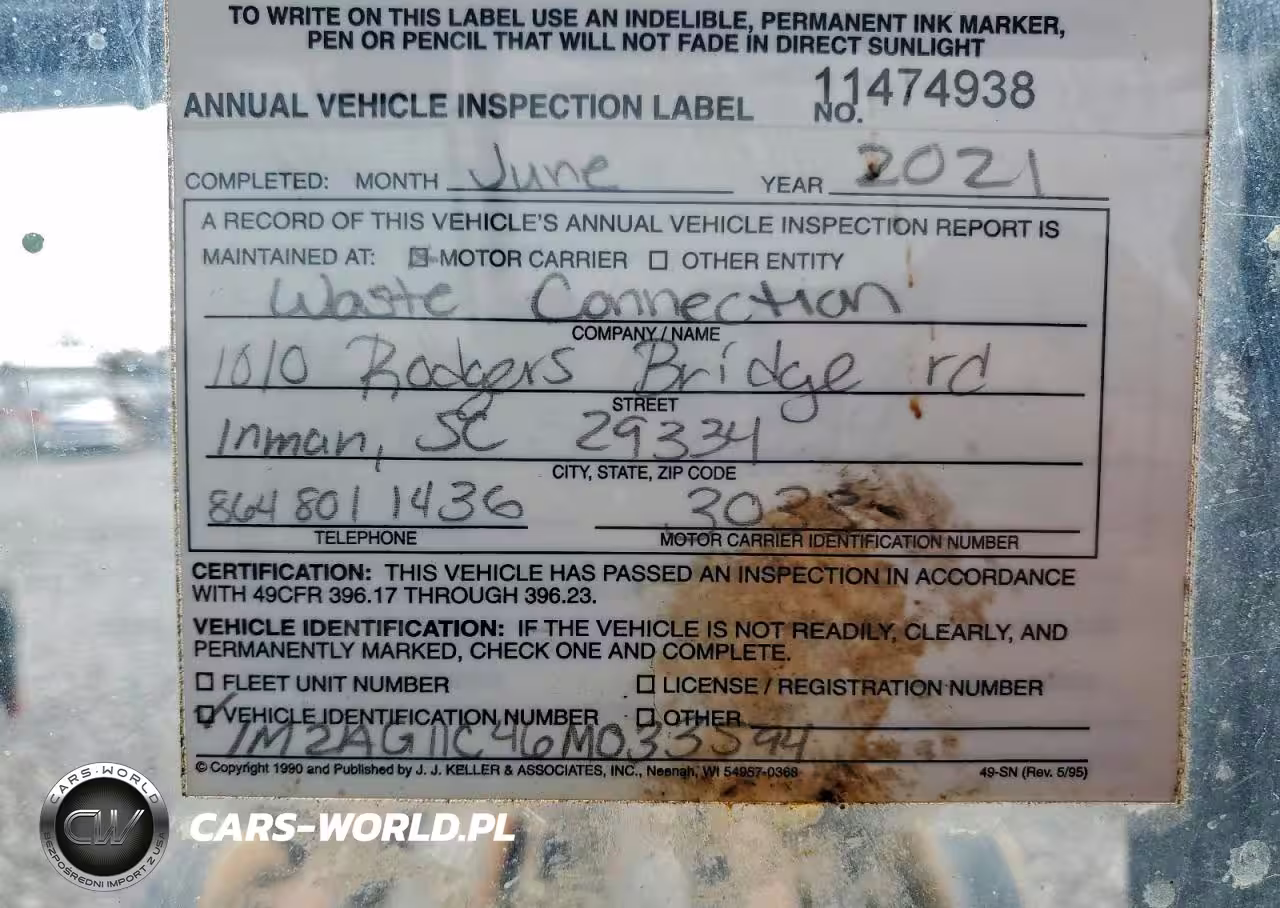 TO WRITE ON THIS LABEL USE AN INDELIBLE, PERMANENT INK MARKER,
PEN OR PENCIL THAT WILL NOT FADE IN DIRECT SUNLIGHT
ANNUAL VEHICLE INSPECTION LABEL NO. 11474938
COMPLETED: MONTH June YEAR 2021
A RECORD OF THIS VEHICLE'S ANNUAL VEHICLE INSPECTION REPORT IS
MAINTAINED AT: MOTOR CARRIER OTHER ENTITY
Waste Connection
COMPANY/NAME
1010 Rodgers Bridge rd
STREET
Inman, SC 29334
CITY, STATE, ZIP CODE
864 801 1436
TELEPHONE MOTOR CARRIER IDENTIFICATION NUMBER
CERTIFICATION: THIS VEHICLE HAS PASSED AN INSPECTION IN ACCORDANCE
WITH 49CFR 396.17 THROUGH 396.23.
VEHICLE IDENTIFICATION: IF THE VEHICLE IS NOT READILY, CLEARLY, AND
PERMANENTLY MARKED, CHECK ONE AND COMPLETE.
FLEET UNIT NUMBER LICENSE / REGISTRATION NUMBER
VEHICLE IDENTIFICATION NUMBER OTHER
1M2AG11C46M033594
© Copyright 1990 and Published by J. J. KELLER & ASSOCIATES, INC., Neenah, WI 54957-0368 49-SN (Rev. 5/95)
CARS-WORLD
CW
BEZPOŚREDNI IMPORT Z USA
CARS-WORLD.PL